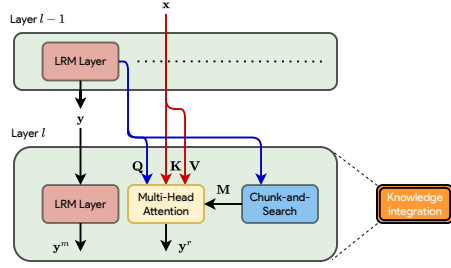 x
Layer l − 1
LRM Layer
y
Layer l
Q
K
V
M
LRM Layer
Multi-Head
Attention
Chunk-and-
Search
Knowledge
Integration
y^m
y^r